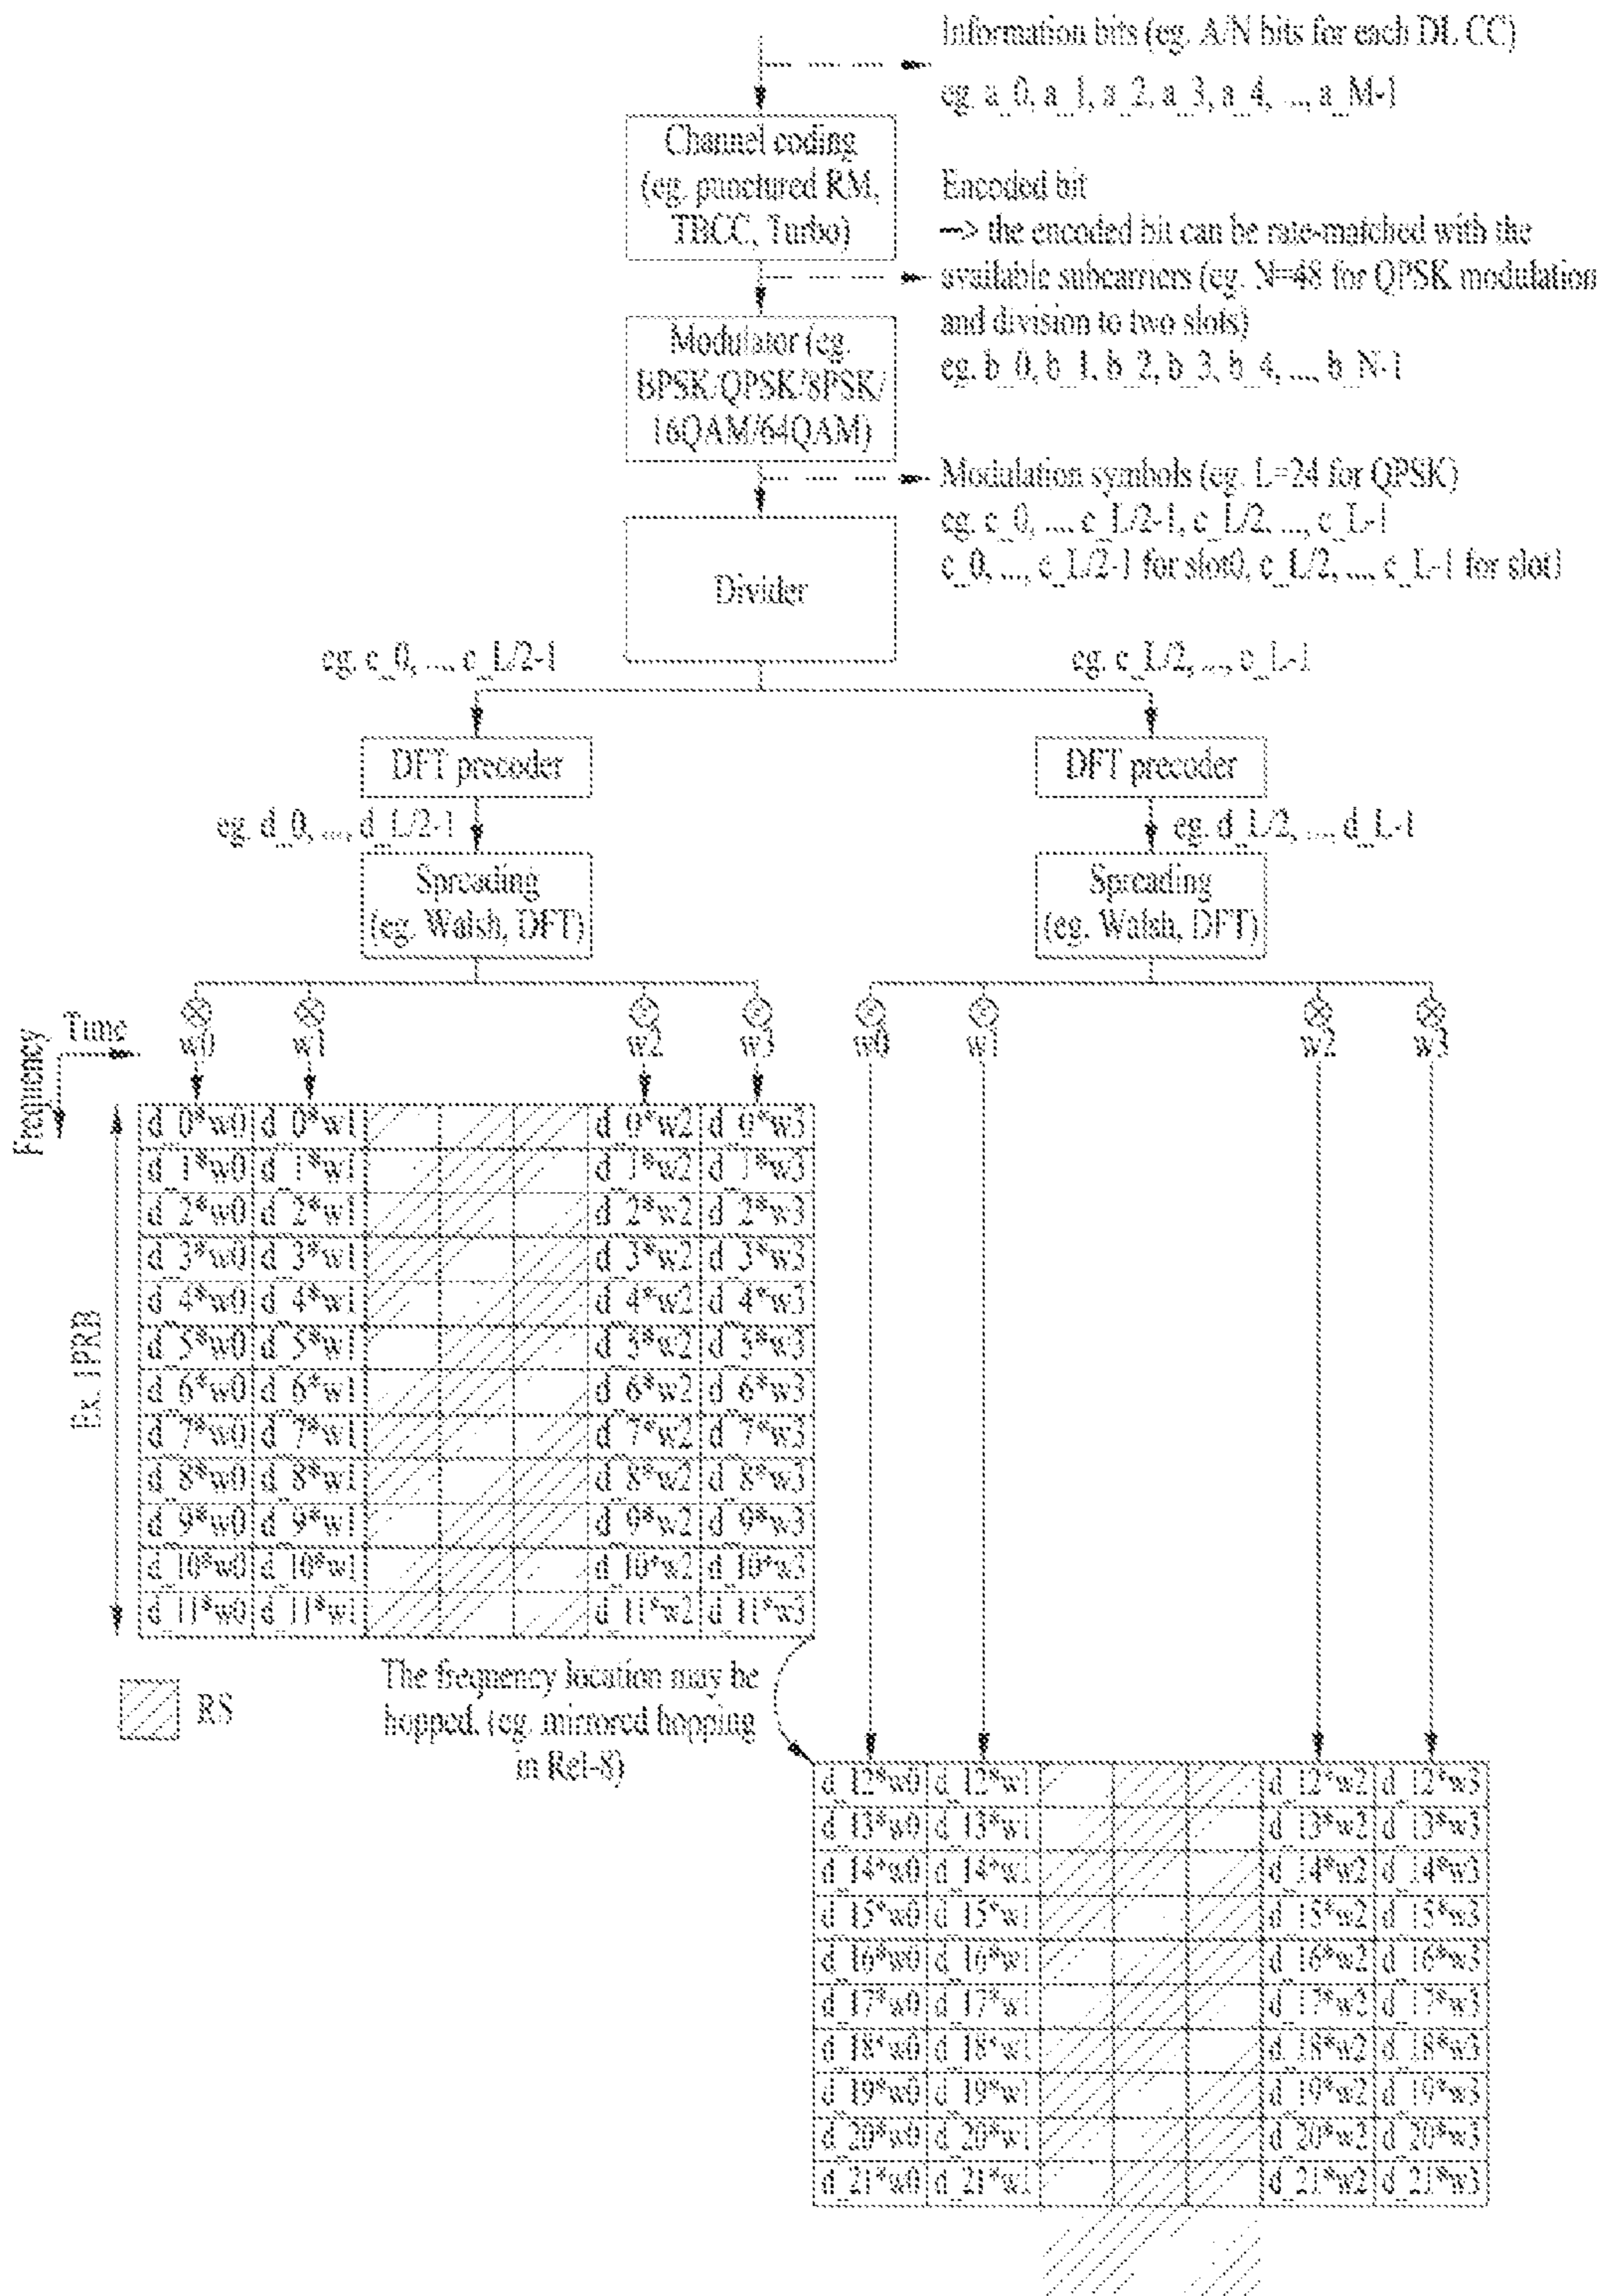 Information bits (eg. A/N bits for each DL CC)
eg. a_0, a_1, a_2, a_3, a_4, ..., a_M-1
Channel coding
(eg. punctured RM,
TBCC, Turbo)
Encoded bit
--> the encoded bit can be rate-matched with the
available subcarriers (eg. N=48 for QPSK modulation
and division to two slots)
eg. b_0, b_1, b_2, b_3, b_4, ..., b_N-1
Modulator (eg.
BPSK/QPSK/8PSK/
16QAM/64QAM)
Modulation symbols (eg. L=24 for QPSK)
eg. c_0, ..., c_L/2-1, c_L/2, ..., c_L-1
c_0, ..., c_L/2-1 for slot0, c_L/2, ..., c_L-1 for slot1
Divider
eg. c_0, ..., c_L/2-1
eg. c_L/2, ..., c_L-1
DFT precoder
DFT precoder
eg. d_0, ..., d_L/2-1
eg. d_L/2, ..., d_L-1
Spreading
(eg. Walsh, DFT)
Spreading
(eg. Walsh, DFT)
Time
Frequency
w0 w1 w2 w3 w0 w1 w2 w3
d_0*w0 d_0*w1 d_0*w2 d_0*w3
d_1*w0 d_1*w1 d_1*w2 d_1*w3
d_2*w0 d_2*w1 d_2*w2 d_2*w3
d_3*w0 d_3*w1 d_3*w2 d_3*w3
d_4*w0 d_4*w1 d_4*w2 d_4*w3
d_5*w0 d_5*w1 d_5*w2 d_5*w3
d_6*w0 d_6*w1 d_6*w2 d_6*w3
d_7*w0 d_7*w1 d_7*w2 d_7*w3
d_8*w0 d_8*w1 d_8*w2 d_8*w3
d_9*w0 d_9*w1 d_9*w2 d_9*w3
d_10*w0 d_10*w1 d_10*w2 d_10*w3
d_11*w0 d_11*w1 d_11*w2 d_11*w3
Ex. 1PRB
RS
The frequency location may be
hopped. (eg. mirrored hopping
in Rel-8)
d_12*w0 d_12*w1 d_12*w2 d_12*w3
d_13*w0 d_13*w1 d_13*w2 d_13*w3
d_14*w0 d_14*w1 d_14*w2 d_14*w3
d_15*w0 d_15*w1 d_15*w2 d_15*w3
d_16*w0 d_16*w1 d_16*w2 d_16*w3
d_17*w0 d_17*w1 d_17*w2 d_17*w3
d_18*w0 d_18*w1 d_18*w2 d_18*w3
d_19*w0 d_19*w1 d_19*w2 d_19*w3
d_20*w0 d_20*w1 d_20*w2 d_20*w3
d_21*w0 d_21*w1 d_21*w2 d_21*w3